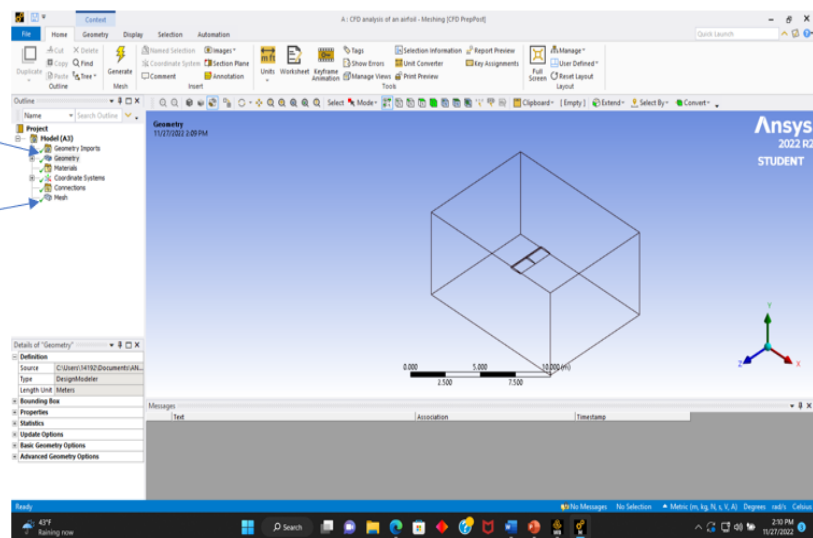 Context
A : CFD analysis of an airfoil - Meshing [CFD PrepPost]
File Home Geometry Display Selection Automation
Quick Launch
Duplicate
Cut
Copy
Paste
Delete
Find
Tree
Outline
Generate
Mesh
Named Selection
Coordinate System
Comment
Images
Section Plane
Annotation
Insert
Units
Worksheet
Keyframe Animation
Tags
Show Errors
Manage Views
Selection Information
Unit Converter
Print Preview
Report Preview
Key Assignments
Tools
Full Screen
Manage
User Defined
Reset Layout
Layout
Outline
Name Search Outline
Select Mode Clipboard [Empty] Extend Select By Convert
Project
Model (A3)
Geometry Imports
Geometry
Materials
Coordinate Systems
Connections
Mesh
Geometry
11/27/2022 2:09 PM
Ansys
2022 R2
STUDENT
Y
Z X
0.000 5.000 10.000 (m)
2.500 7.500
Details of "Geometry"
Definition
Source C:\Users\14192\Documents\AN...
Type DesignModeler
Length Unit Meters
Bounding Box
Properties
Statistics
Update Options
Basic Geometry Options
Advanced Geometry Options
Messages
Text Association Timestamp
Ready
No Messages No Selection Metric (m, kg, N, s, V, A) Degrees rad/s Celsius
43°F
Raining now
Search
2:10 PM
11/27/2022